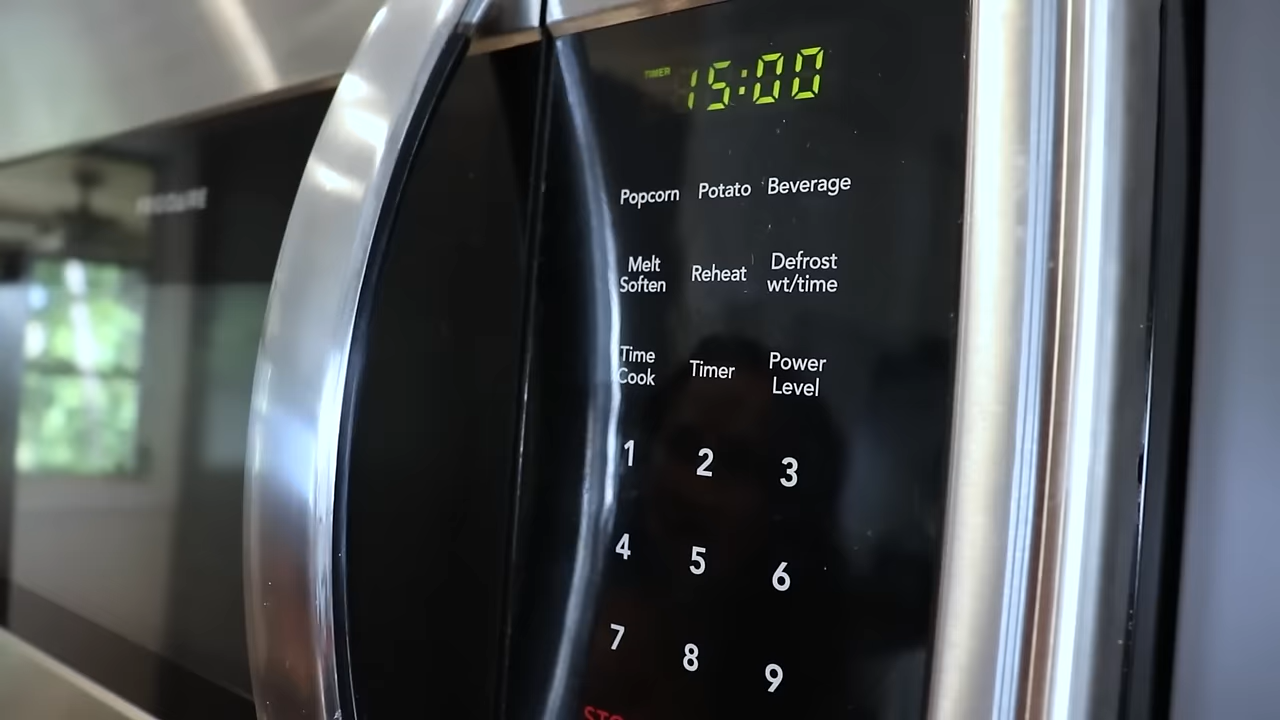 TIMER
15:00
Popcorn Potato Beverage
Melt
Soften
Reheat
Defrost
wt/time
Time
Cook
Timer
Power
Level
1 2 3
4 5 6
7 8 9